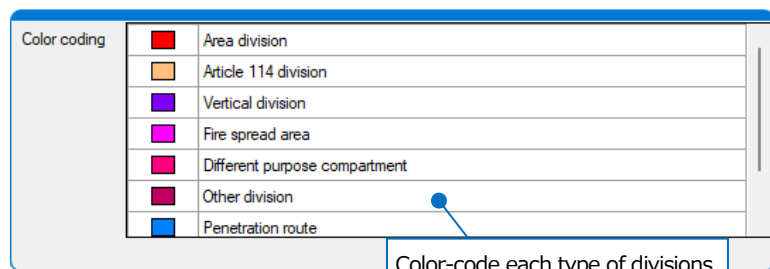 Color coding
Area division
Article 114 division
Vertical division
Fire spread area
Different purpose compartment
Other division
Penetration route
Color-code each type of divisions